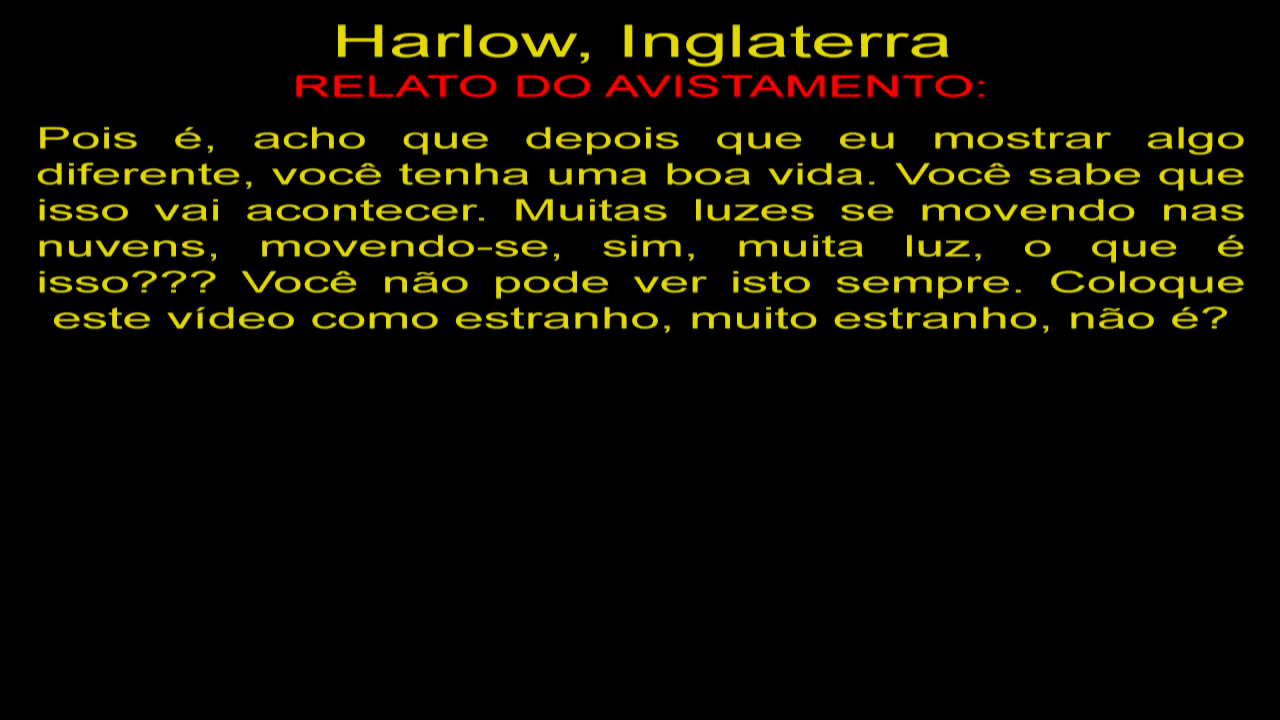 Harlow, Inglaterra
RELATO DO AVISTAMENTO:
Pois é, acho que depois que eu mostrar algo
diferente, você tenha uma boa vida. Você sabe que
isso vai acontecer. Muitas luzes se movendo nas
nuvens, movendo-se, sim, muita luz, o que é
isso??? Você não pode ver isto sempre. Coloque
este vídeo como estranho, muito estranho, não é?